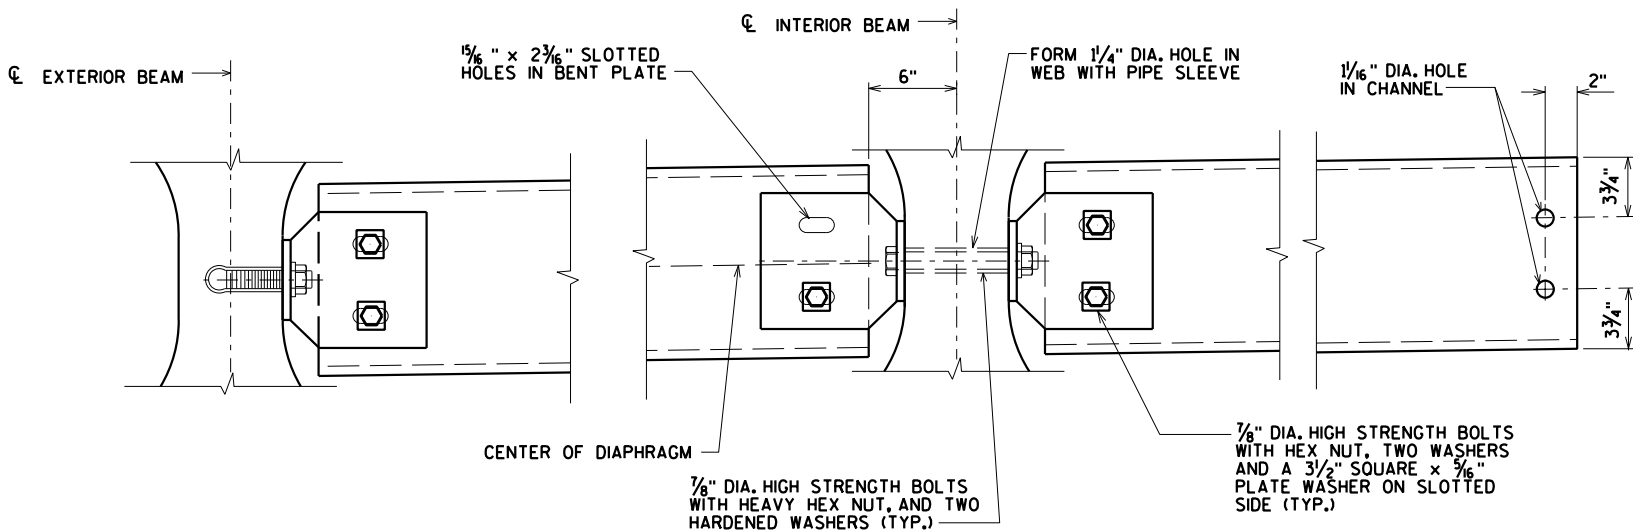 ℄ INTERIOR BEAM
15/16" x 2 3/16" SLOTTED
HOLES IN BENT PLATE
℄ EXTERIOR BEAM
6"
FORM 1 1/4" DIA. HOLE IN
WEB WITH PIPE SLEEVE
1 1/16" DIA. HOLE
IN CHANNEL
2"
3 3/4"
3 3/4"
CENTER OF DIAPHRAGM
7/8" DIA. HIGH STRENGTH BOLTS
WITH HEAVY HEX NUT, AND TWO
HARDENED WASHERS (TYP.)
7/8" DIA. HIGH STRENGTH BOLTS
WITH HEX NUT, TWO WASHERS
AND A 3 1/2" SQUARE x 5/16"
PLATE WASHER ON SLOTTED
SIDE (TYP.)